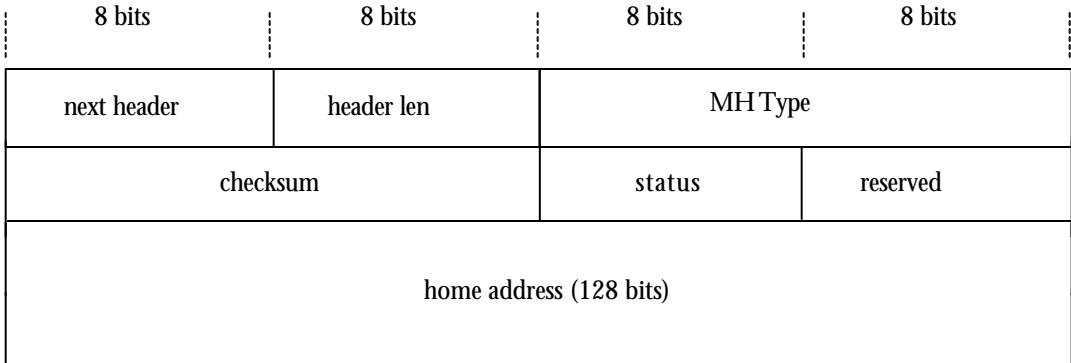 8 bits 8 bits 8 bits 8 bits
next header header len MH Type
checksum status reserved
home address (128 bits)